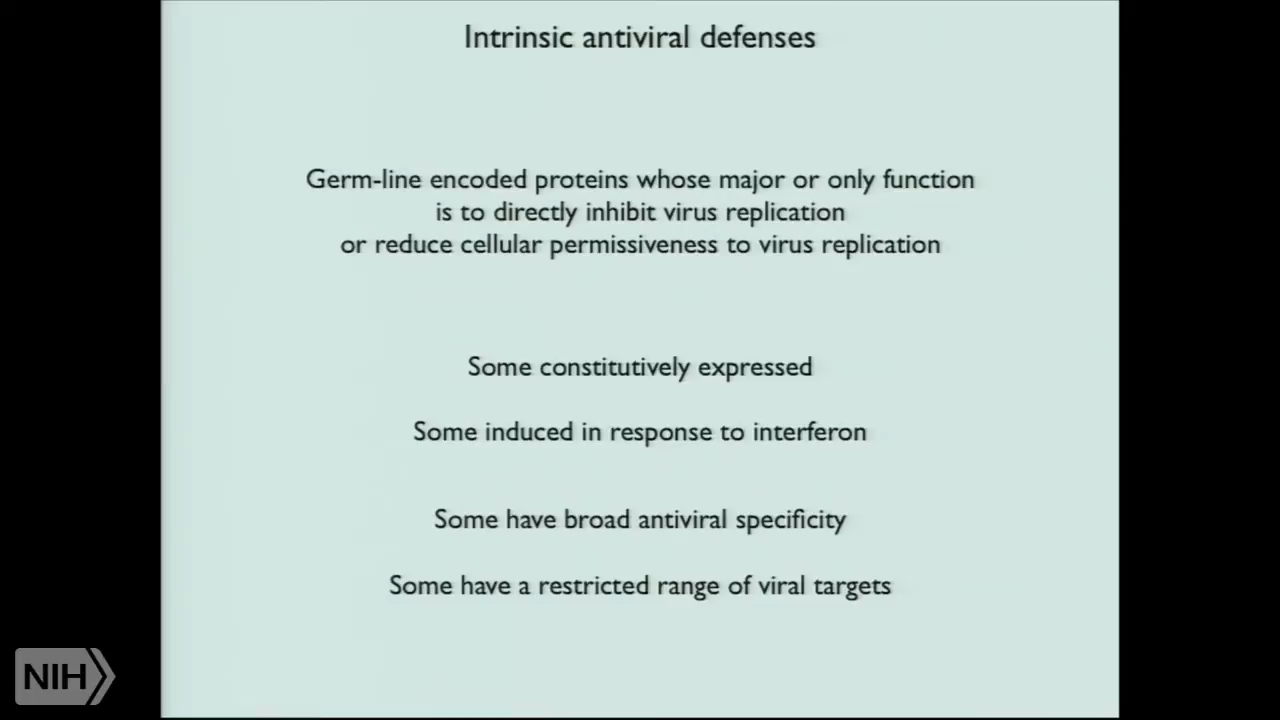 Intrinsic antiviral defenses
Germ-line encoded proteins whose major or only function
is to directly inhibit virus replication
or reduce cellular permissiveness to virus replication
Some constitutively expressed
Some induced in response to interferon
Some have broad antiviral specificity
Some have a restricted range of viral targets
NIH